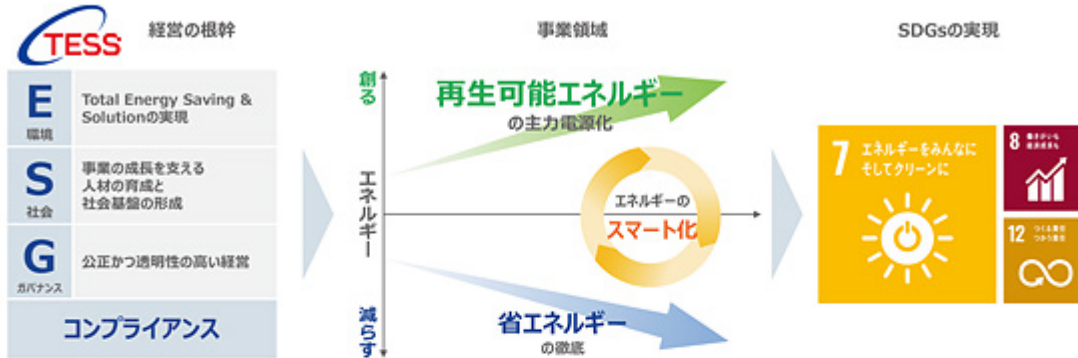 TESS
経営の根幹
E
環境
Total Energy Saving &
Solutionの実現
S
社会
事業の成長を支える
人材の育成と
社会基盤の形成
G
ガバナンス
公正かつ透明性の高い経営
コンプライアンス
事業領域
創る
エネルギー
減らす
再生可能エネルギー
の主力電源化
エネルギーの
スマート化
省エネルギー
の徹底
SDGsの実現
7 エネルギーをみんなに
そしてクリーンに
8 働きがいも
経済成長も
12 つくる責任
つかう責任